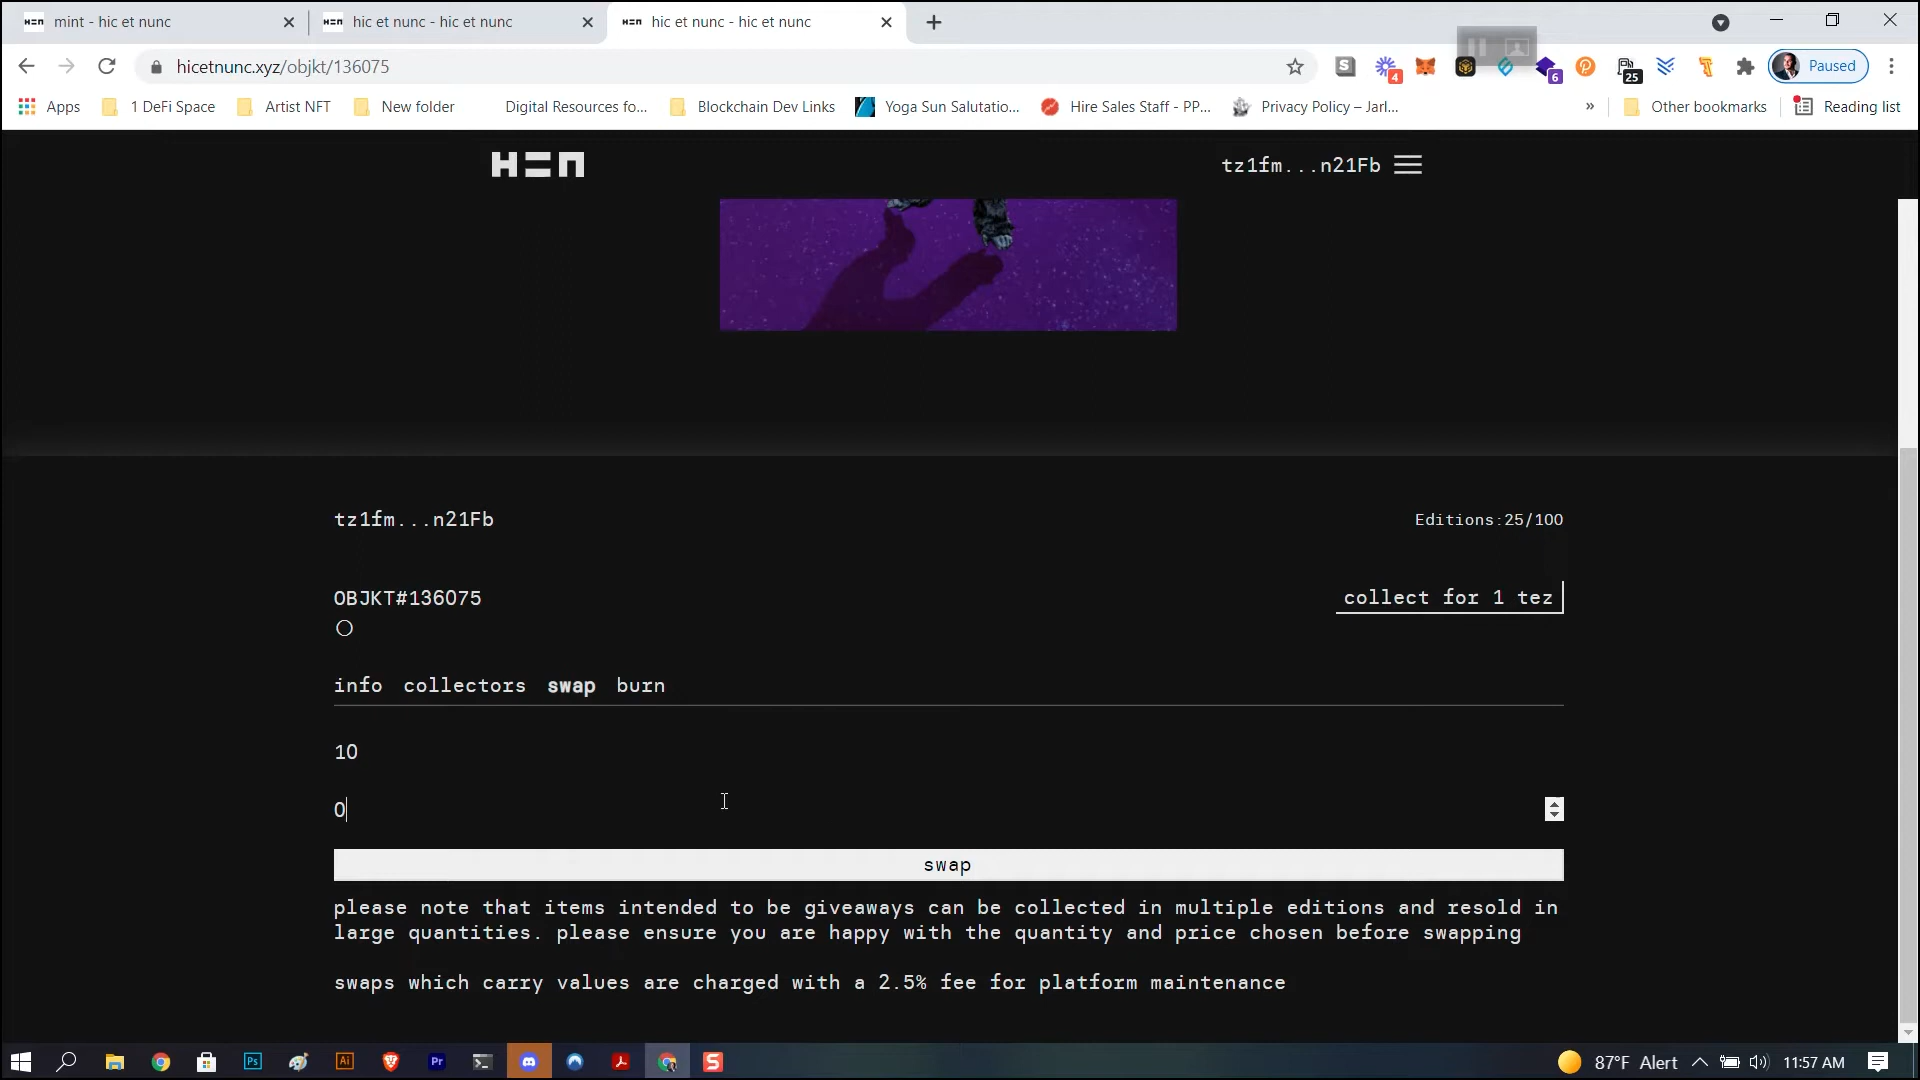 mint - hic et nunc
hic et nunc - hic et nunc
hic et nunc - hic et nunc
hicetnunc.xyz/objkt/136075
4
6
25
Paused
Apps
1 DeFi Space
Artist NFT
New folder
Digital Resources fo...
Blockchain Dev Links
Yoga Sun Salutatio...
Hire Sales Staff - PP...
Privacy Policy – Jarl...
»
Other bookmarks
Reading list
tz1fm...n21Fb
tz1fm...n21Fb
Editions:25/100
OBJKT#136075
collect for 1 tez
info collectors swap burn
10
0
swap
please note that items intended to be giveaways can be collected in multiple editions and resold in
large quantities. please ensure you are happy with the quantity and price chosen before swapping
swaps which carry values are charged with a 2.5% fee for platform maintenance
Ps
Ai
Pr
S
87°F Alert
11:57 AM